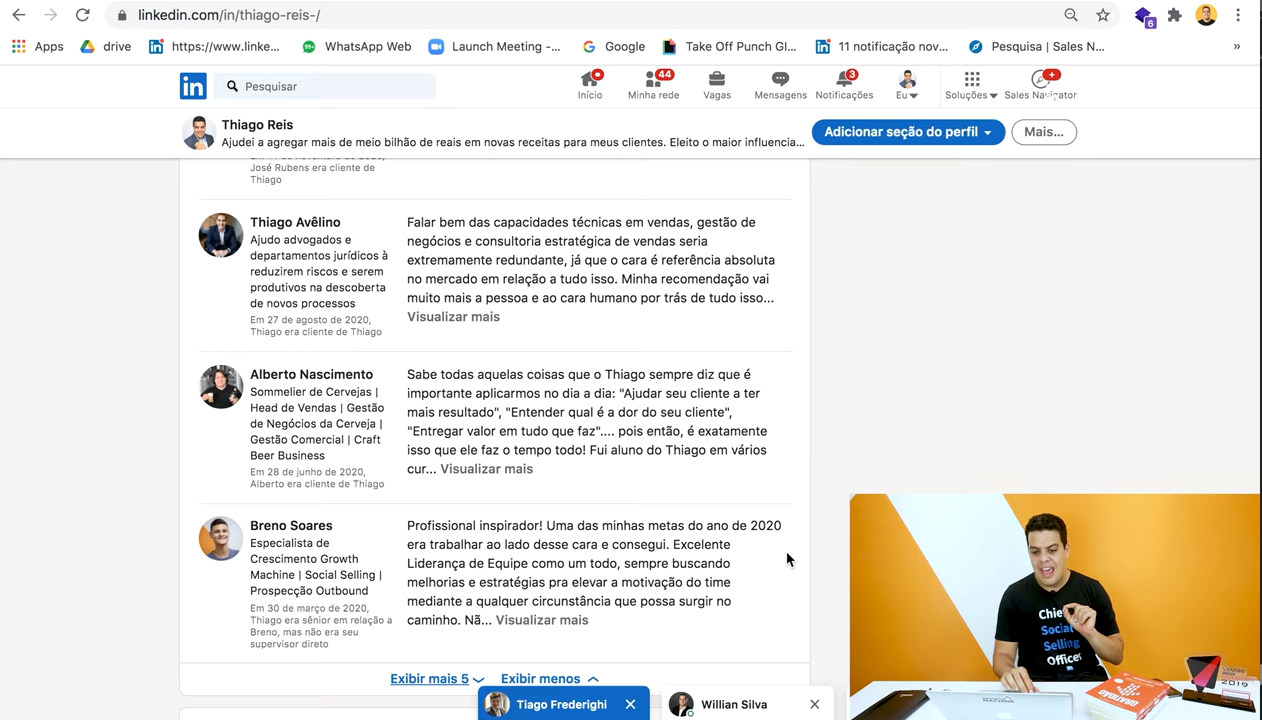 linkedin.com/in/thiago-reis-/
6
Apps
drive
https://www.linke...
WhatsApp Web
Launch Meeting -...
Google
Take Off Punch Gl...
11 notificação nov...
Pesquisa | Sales N...
»
in
Pesquisar
Início
44
Minha rede
Vagas
Mensagens
3
Notificações
Eu
Soluções
Sales Navigator
Thiago Reis
Ajudei a agregar mais de meio bilhão de reais em novas receitas para meus clientes. Eleito o maior influencia...
Adicionar seção do perfil
Mais...
José Rubens era cliente de
Thiago
Thiago Avêlino
Ajudo advogados e
departamentos jurídicos à
reduzirem riscos e serem
produtivos na descoberta
de novos processos
Em 27 de agosto de 2020,
Thiago era cliente de Thiago
Falar bem das capacidades técnicas em vendas, gestão de
negócios e consultoria estratégica de vendas seria
extremamente redundante, já que o cara é referência absoluta
no mercado em relação a tudo isso. Minha recomendação vai
muito mais a pessoa e ao cara humano por trás de tudo isso...
Visualizar mais
Alberto Nascimento
Sommelier de Cervejas |
Head de Vendas | Gestão
de Negócios da Cerveja |
Gestão Comercial | Craft
Beer Business
Em 28 de junho de 2020,
Alberto era cliente de Thiago
Sabe todas aquelas coisas que o Thiago sempre diz que é
importante aplicarmos no dia a dia: "Ajudar seu cliente a ter
mais resultado", "Entender qual é a dor do seu cliente",
"Entregar valor em tudo que faz".... pois então, é exatamente
isso que ele faz o tempo todo! Fui aluno do Thiago em vários
cur... Visualizar mais
Breno Soares
Especialista de
Crescimento Growth
Machine | Social Selling |
Prospecção Outbound
Em 30 de março de 2020,
Thiago era sênior em relação a
Breno, mas não era seu
supervisor direto
Profissional inspirador! Uma das minhas metas do ano de 2020
era trabalhar ao lado desse cara e consegui. Excelente
Liderança de Equipe como um todo, sempre buscando
melhorias e estratégias pra elevar a motivação do time
mediante a qualquer circunstância que possa surgir no
caminho. Nã... Visualizar mais
Exibir mais 5
Exibir menos
Tiago Frederighi
Willian Silva
Chief
Social
Selling
Officer
2019